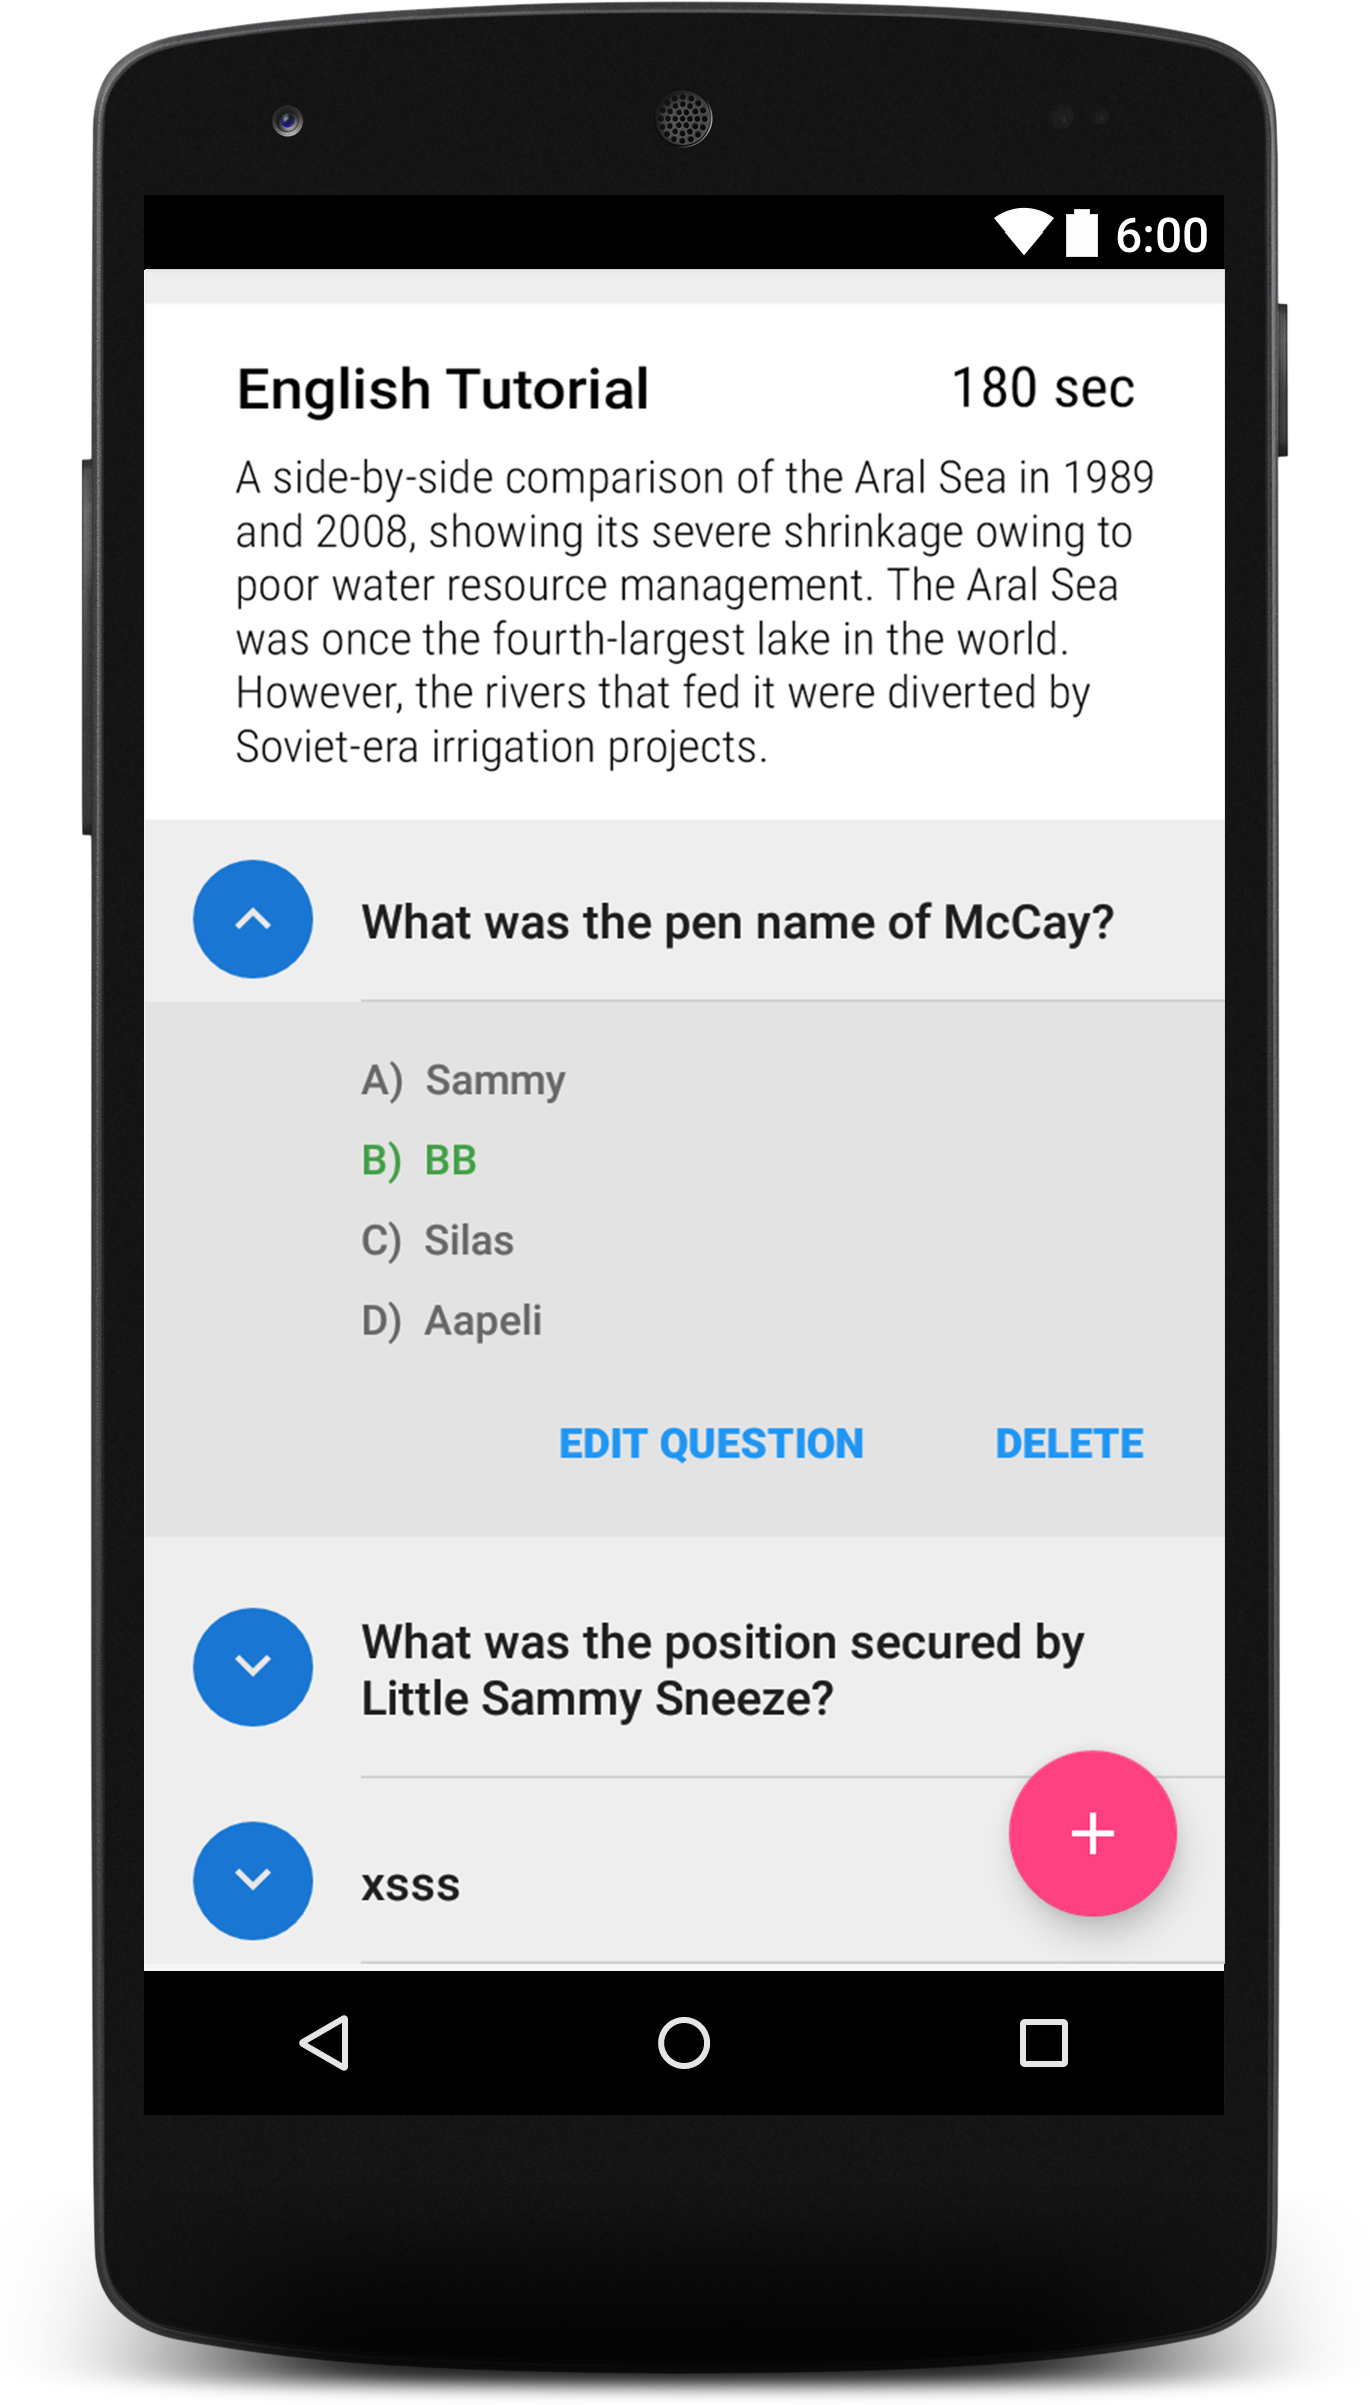 6:00
English Tutorial 180 sec
A side-by-side comparison of the Aral Sea in 1989
and 2008, showing its severe shrinkage owing to
poor water resource management. The Aral Sea
was once the fourth-largest lake in the world.
However, the rivers that fed it were diverted by
Soviet-era irrigation projects.
What was the pen name of McCay?
A) Sammy
B) BB
C) Silas
D) Aapeli
EDIT QUESTION DELETE
What was the position secured by
Little Sammy Sneeze?
xsss